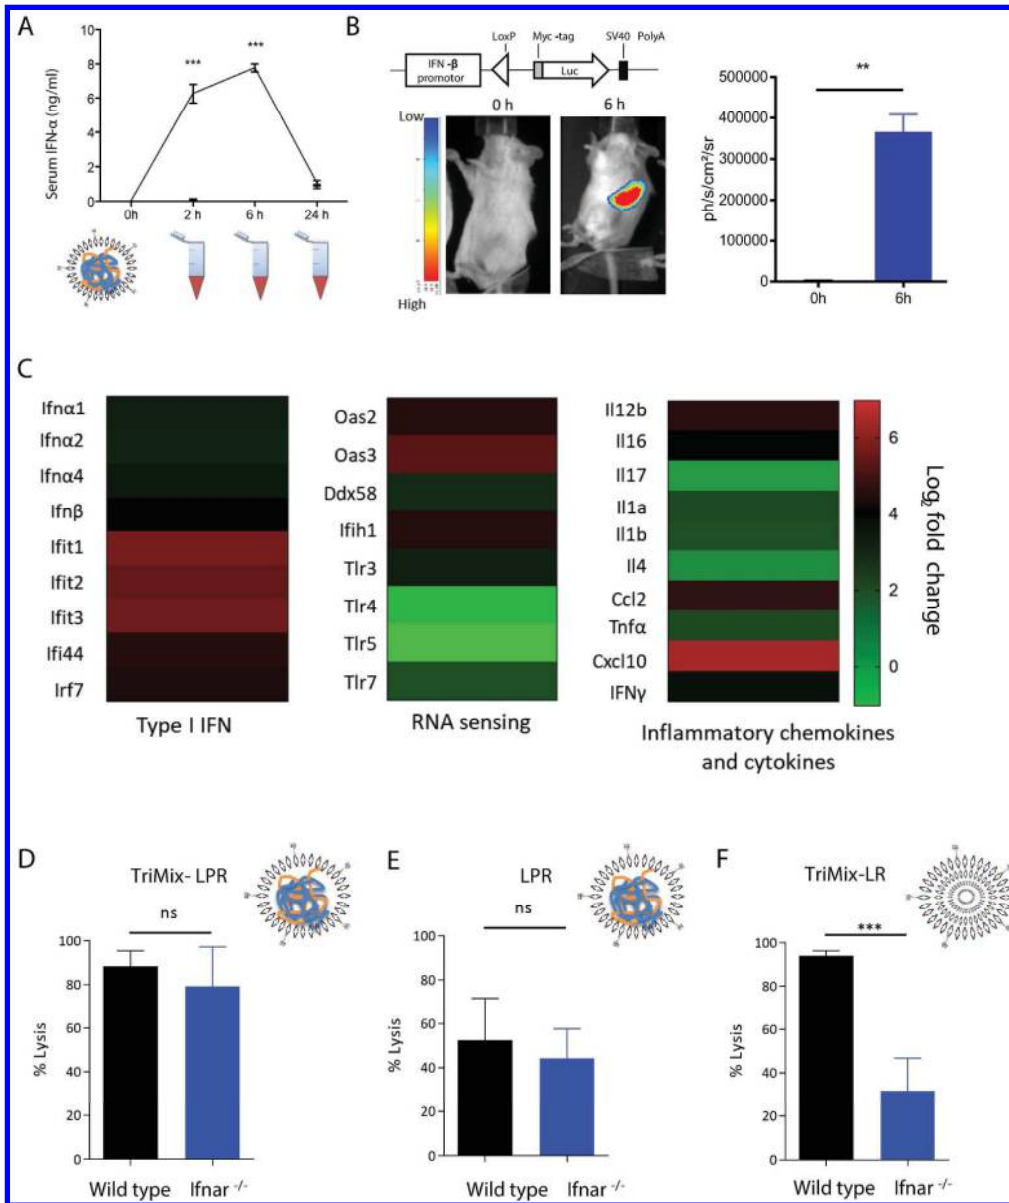 A
Serum IFN-α (ng/ml)
10
8
6
4
2
0
***
***
0h
2 h
6 h
24 h
B
LoxP
Myc -tag
SV40 PolyA
IFN -β
promotor
Luc
0 h
6 h
Low
High
ph/s/cm²/sr
500000
400000
300000
200000
100000
0
**
0h
6h
C
Ifnα1
Ifnα2
Ifnα4
Ifnβ
Ifit1
Ifit2
Ifit3
Ifi44
Irf7
Type I IFN
Oas2
Oas3
Ddx58
Ifih1
Tlr3
Tlr4
Tlr5
Tlr7
RNA sensing
Il12b
Il16
Il17
Il1a
Il1b
Il4
Ccl2
Tnfα
Cxcl10
IFNγ
Inflammatory chemokines
and cytokines
6
4
2
0
Log₂ fold change
D
TriMix- LPR
ns
% Lysis
100
80
60
40
20
0
Wild type
Ifnar -/-
E
LPR
ns
% Lysis
100
80
60
40
20
0
Wild type
Ifnar -/-
F
TriMix-LR
***
% Lysis
100
80
60
40
20
0
Wild type
Ifnar -/-